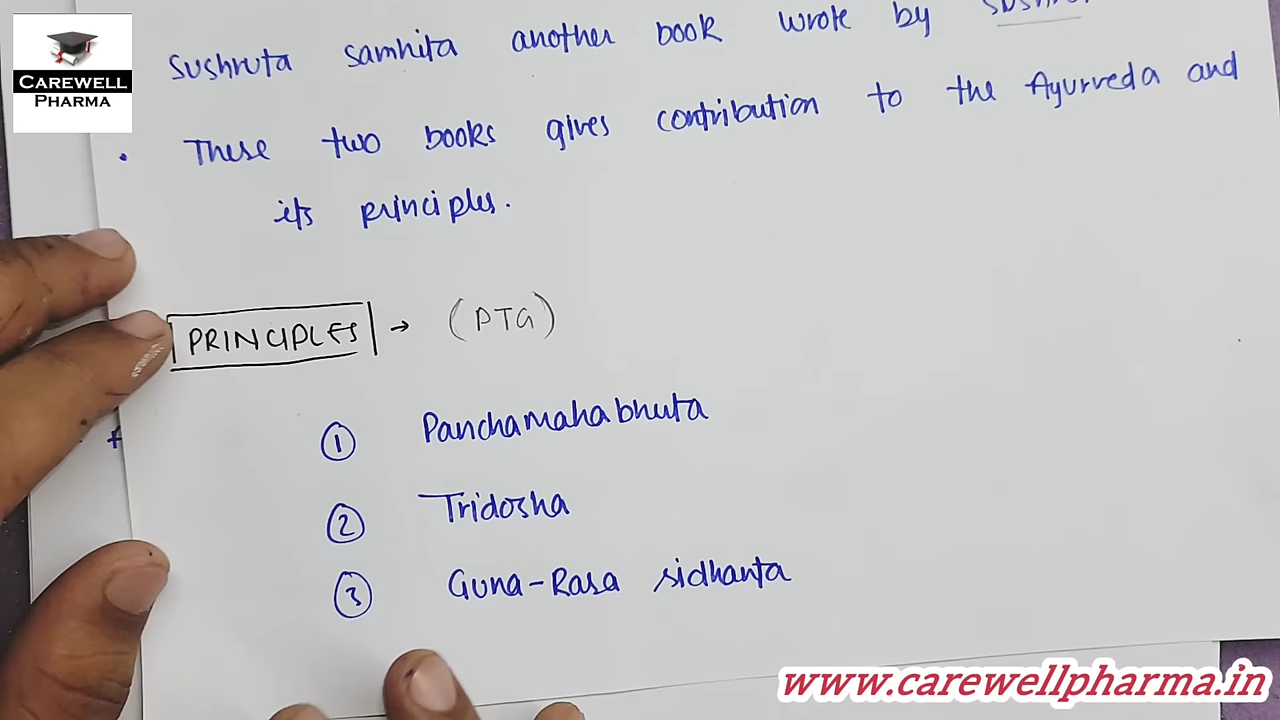 CAREWELL
PHARMA
Sushruta samhita another book wrote by
• These two books gives contribution to the Ayurveda and
its principles.
PRINCIPLES → (PTG)
① Panchamahabhuta
② Tridosha
③ Guna-Rasa sidhanta
www.carewellpharma.in